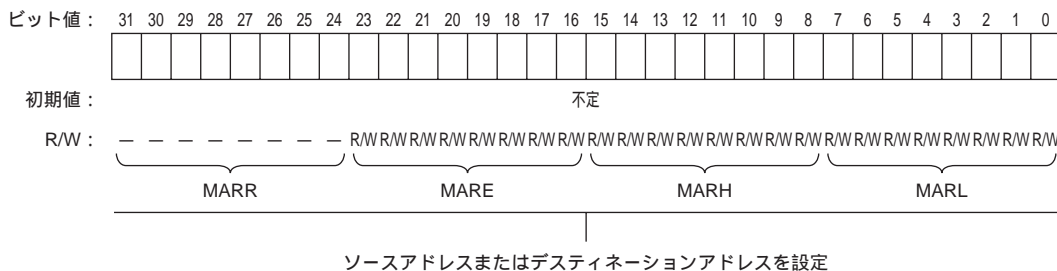 ビット値： 31 30 29 28 27 26 25 24 23 22 21 20 19 18 17 16 15 14 13 12 11 10 9 8 7 6 5 4 3 2 1 0
初期値： 不定
R/W： － － － － － － － － R/W R/W R/W R/W R/W R/W R/W R/W R/W R/W R/W R/W R/W R/W R/W R/W R/W R/W R/W R/W R/W R/W R/W R/W
MARR MARE MARH MARL
ソースアドレスまたはデスティネーションアドレスを設定